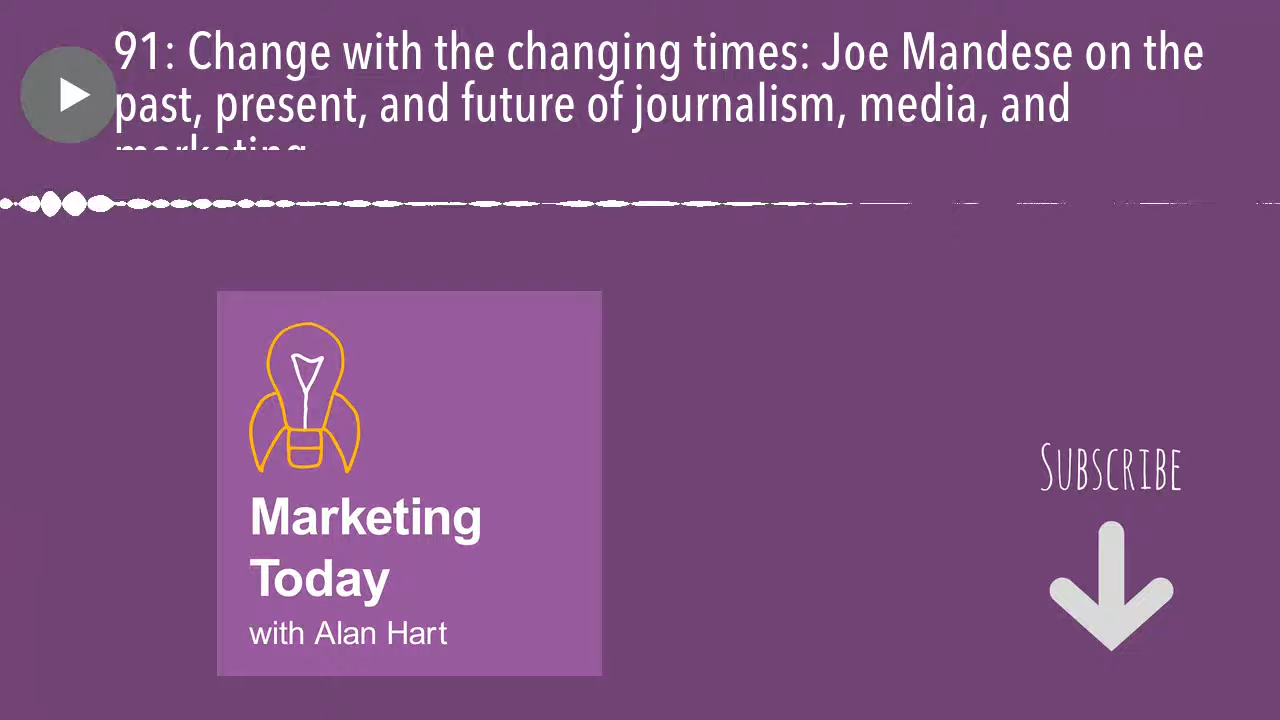 91: Change with the changing times: Joe Mandese on the
past, present, and future of journalism, media, and
marketing
Subscribe
Marketing
Today
with Alan Hart